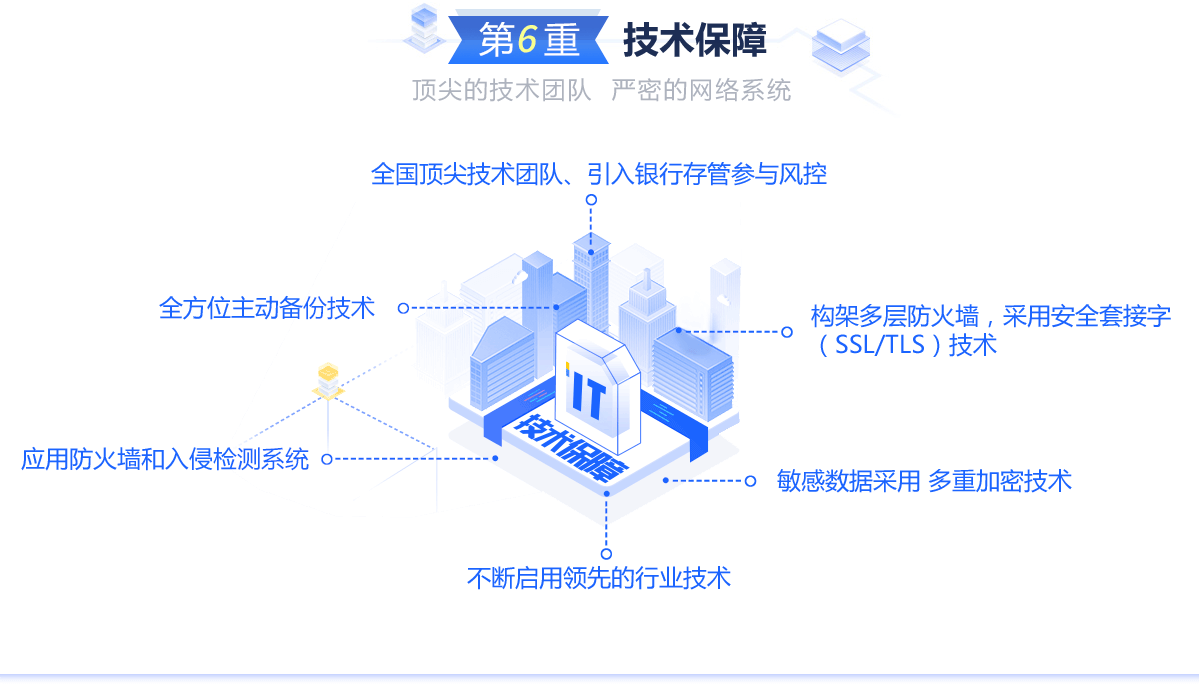 第6重 技术保障
顶尖的技术团队 严密的网络系统
全国顶尖技术团队、引入银行存管参与风控
全方位主动备份技术
构架多层防火墙，采用安全套接字
（SSL/TLS）技术
IT
技术保障
应用防火墙和入侵检测系统
敏感数据采用 多重加密技术
不断启用领先的行业技术